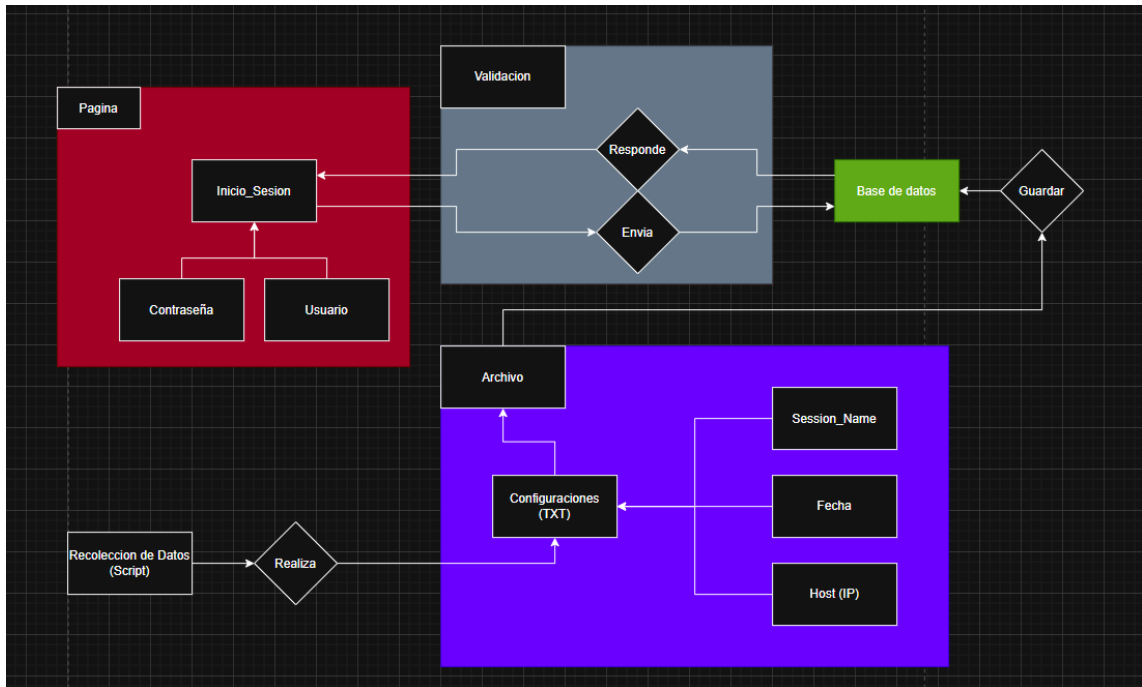 Pagina
Inicio_Sesion
Contraseña
Usuario
Validacion
Responde
Envia
Base de datos
Guardar
Archivo
Configuraciones
(TXT)
Session_Name
Fecha
Host (IP)
Recoleccion de Datos
(Script)
Realiza